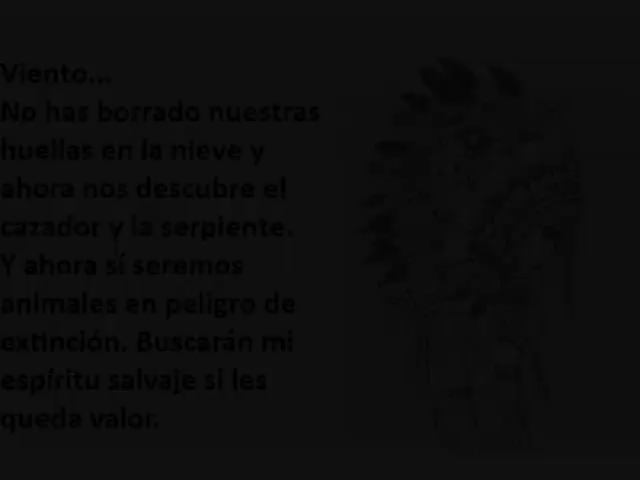 Viento...
No has borrado nuestras
huellas en la nieve y
ahora nos descubre el
cazador y la serpiente.
Y ahora sí seremos
animales en peligro de
extinción. Buscarán mi
espíritu salvaje si les
queda valor.